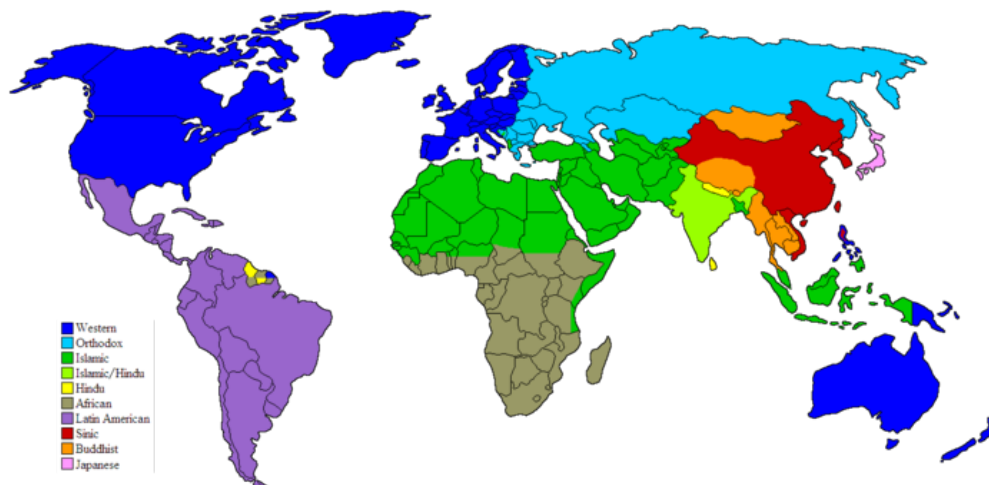 Western
Orthodox
Islamic
Islamic/Hindu
Hindu
African
Latin American
Sinic
Buddhist
Japanese